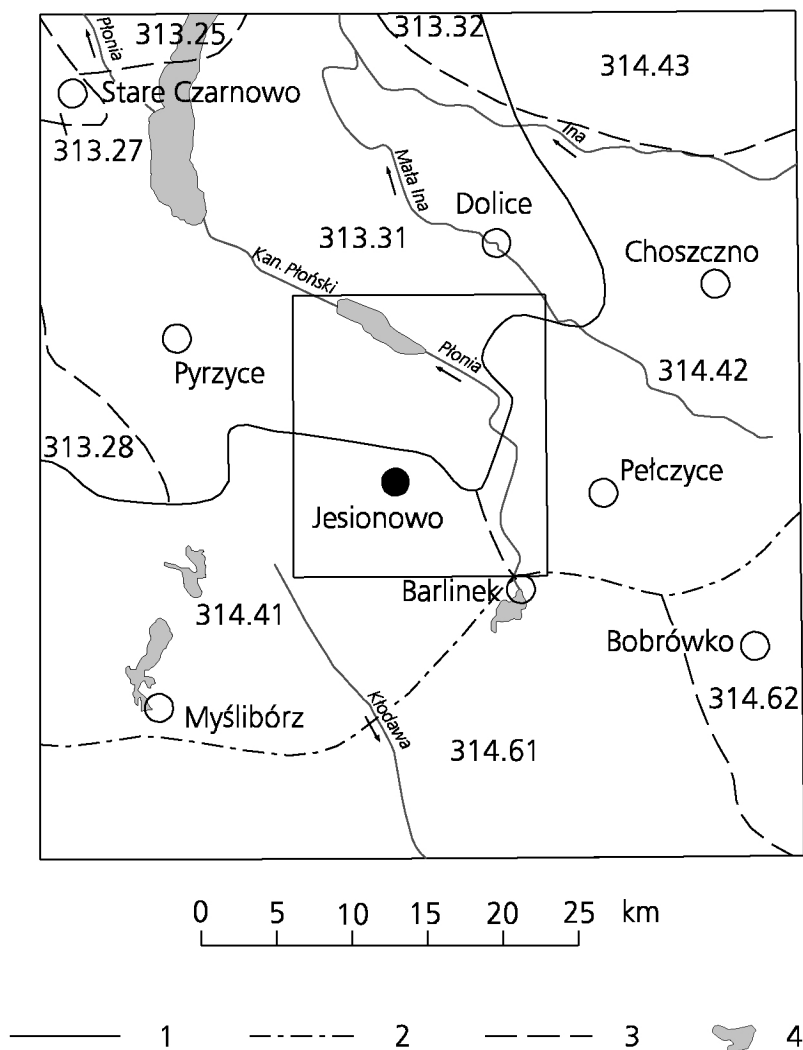 Płonia
313.25
313.32
314.43
Stare Czarnowo
Ina
313.27
Mała Ina
Dolice
313.31
Choszczno
Kan. Płoński
Płonia
Pyrzyce
314.42
313.28
Pełczyce
Jesionowo
Barlinek
314.41
Bobrówko
314.62
Myślibórz
Kłodawa
314.61
0 5 10 15 20 25 km
1 2 3 4